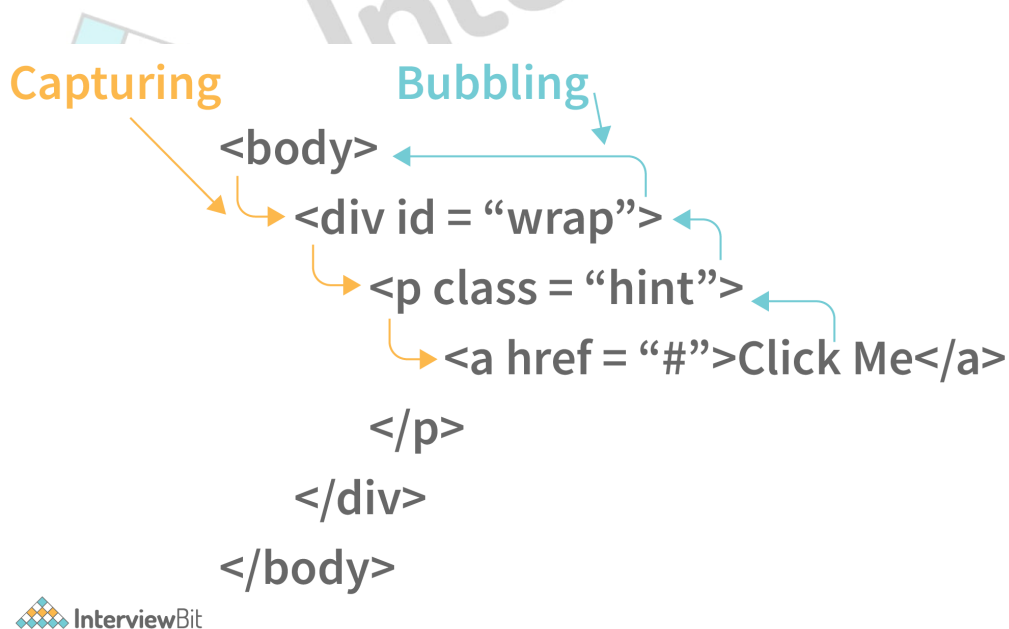 Capturing Bubbling
<body>
<div id = “wrap”>
<p class = “hint”>
<a href = “#”>Click Me</a>
</p>
</div>
</body>
InterviewBit